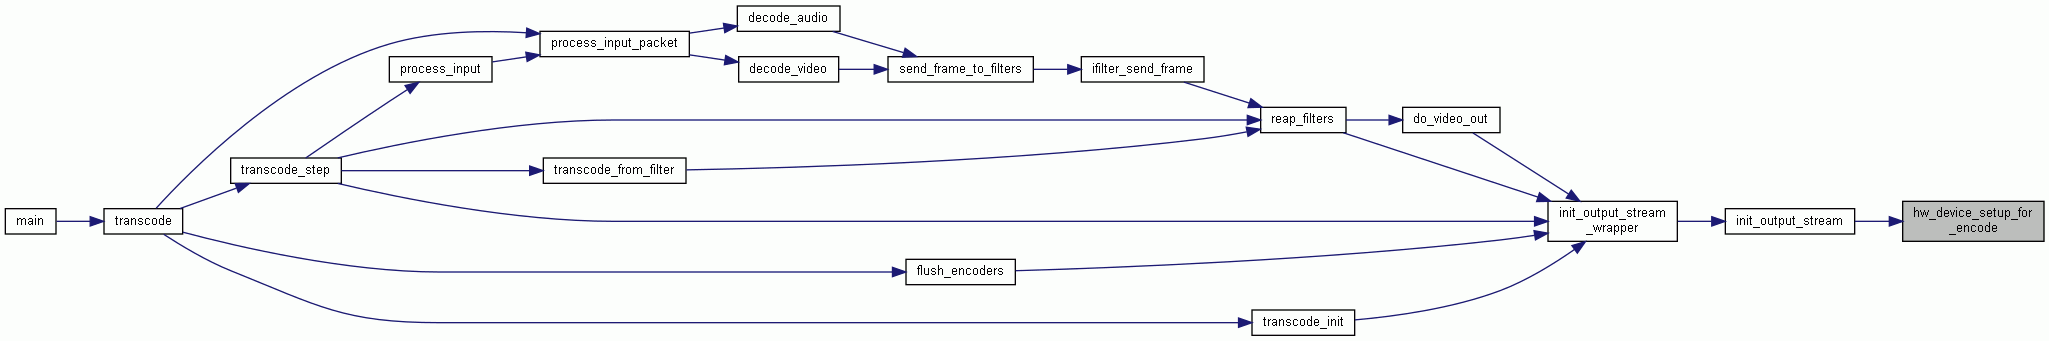 decode_audio
process_input_packet
process_input
decode_video
send_frame_to_filters
ifilter_send_frame
reap_filters
do_video_out
transcode_step
transcode_from_filter
main
transcode
init_output_stream
_wrapper
init_output_stream
hw_device_setup_for
_encode
flush_encoders
transcode_init